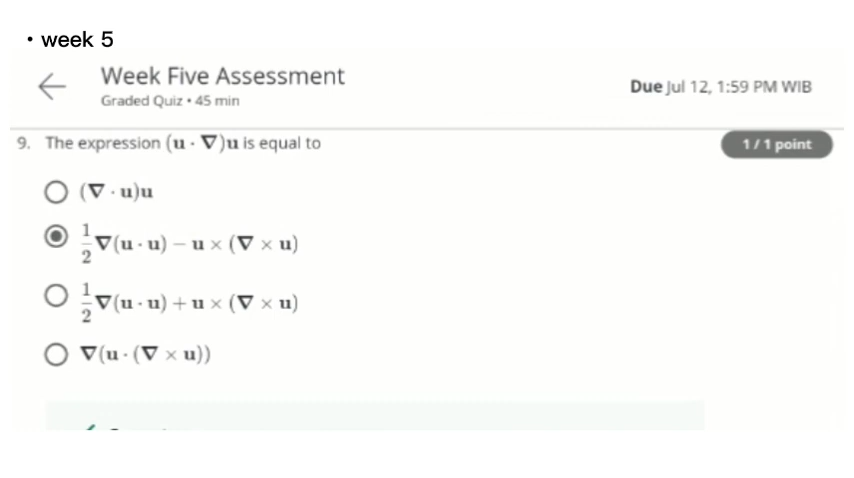 • week 5
Week Five Assessment
Graded Quiz • 45 min
Due Jul 12, 1:59 PM WIB
9. The expression (u · ∇)u is equal to
1 / 1 point
(∇ · u)u
1/2 ∇(u · u) − u × (∇ × u)
1/2 ∇(u · u) + u × (∇ × u)
∇(u · (∇ × u))